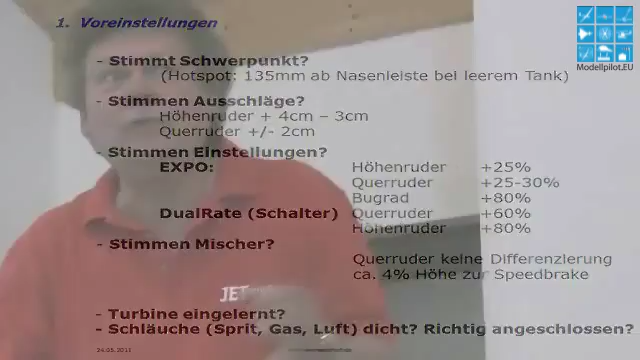 1. Voreinstellungen
Modellpilot.EU
- Stimmt Schwerpunkt?
(Hotspot: 135mm ab Nasenleiste bei leerem Tank)
- Stimmen Ausschläge?
Höhenruder + 4cm – 3cm
Querruder +/- 2cm
- Stimmen Einstellungen?
EXPO: Höhenruder +25%
Querruder +25-30%
Bugrad +80%
DualRate (Schalter) Querruder +60%
Höhenruder +80%
- Stimmen Mischer?
Querruder keine Differenzierung
ca. 4% Höhe zur Speedbrake
JET
- Turbine eingelernt?
- Schläuche (Sprit, Gas, Luft) dicht? Richtig angeschlossen?